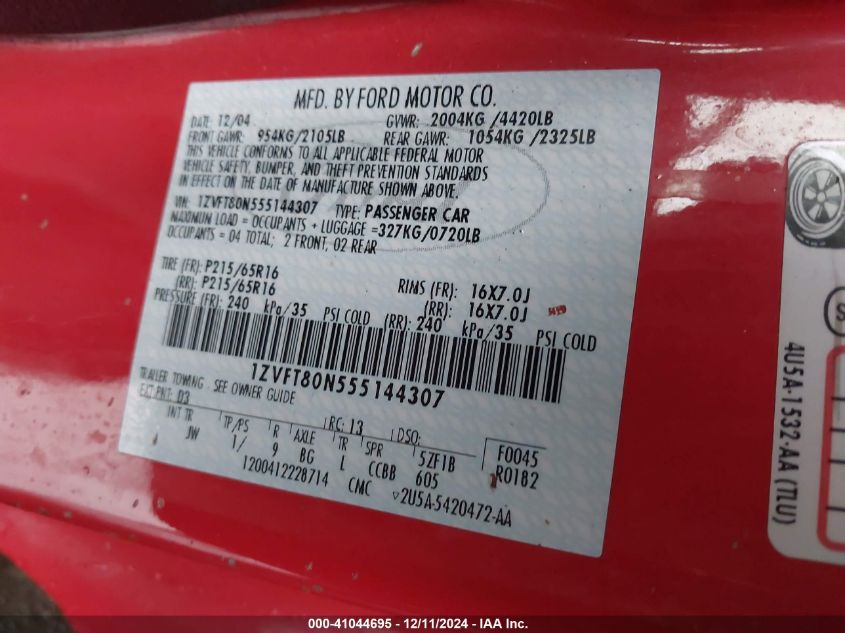 MFD. BY FORD MOTOR CO.
DATE: 12/04 GVWR: 2004KG /4420LB
FRONT GAWR: 954KG/2105LB REAR GAWR: 1054KG /2325LB
THIS VEHICLE CONFORMS TO ALL APPLICABLE FEDERAL MOTOR
VEHICLE SAFETY, BUMPER, AND THEFT PREVENTION STANDARDS
IN EFFECT ON THE DATE OF MANUFACTURE SHOWN ABOVE.
VIN: 1ZVFT80N555144307 TYPE: PASSENGER CAR
MAXIMUM LOAD = OCCUPANTS + LUGGAGE =327KG/0720LB
OCCUPANTS = 04 TOTAL; 2 FRONT, 02 REAR
TIRE (FR): P215/65R16 RIMS (FR): 16X7.0J
(RR): P215/65R16 (RR): 16X7.0J
PRESSURE (FR): 240 kPa/35 PSI COLD (RR): 240 kPa/35 PSI COLD
1ZVFT80N555144307
TRAILER TOWING - SEE OWNER GUIDE
EXT PNT: D3 RC: 13 DSO:
INT TR TP/PS R AXLE TR SPR 5ZF1B F0045
JW 1/ 9 BG L CCBB 605 R0182
1200412228714 CMC ▽2U5A-5420472-AA
4U5A-1532-AA (TLU)
S
000-41044695 - 12/11/2024 - IAA Inc.